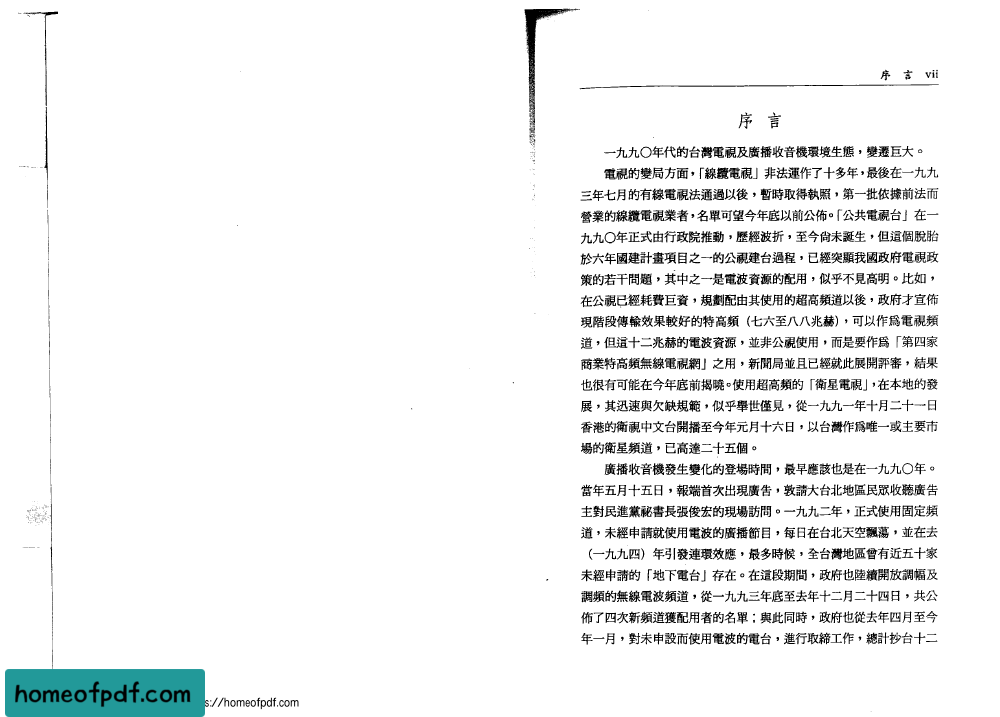 序 言 vii
序 言
一九九〇年代的台灣電視及廣播收音機環境生態，變遷巨大。
電視的變局方面，「線纜電視」非法運作了十多年，最後在一九九
三年七月的有線電視法通過以後，暫時取得執照，第一批依據前法而
營業的線纜電視業者，名單可望今年底以前公佈。「公共電視台」在一
九九〇年正式由行政院推動，歷經波折，至今尚未誕生，但這個脫胎
於六年國建計畫項目之一的公視建台過程，已經突顯我國政府電視政
策的若干問題，其中之一是電波資源的配用，似乎不見高明。比如，
在公視已經耗費巨資，規劃配由其使用的超高頻道以後，政府才宣佈
現階段傳輸效果較好的特高頻（七六至八八兆赫），可以作爲電視頻
道，但這十二兆赫的電波資源，並非公視使用，而是要作爲「第四家
商業特高頻無線電視網」之用，新聞局並且已經就此展開評審，結果
也很有可能在今年底前揭曉。使用超高頻的「衛星電視」，在本地的發
展，其迅速與欠缺規範，似乎舉世僅見，從一九九一年十月二十一日
香港的衛視中文台開播至今年元月十六日，以台灣作爲唯一或主要市
場的衛星頻道，已高達二十五個。
廣播收音機發生變化的登場時間，最早應該也是在一九九〇年。
當年五月十五日，報端首次出現廣告，敦請大台北地區民眾收聽廣告
主對民進黨祕書長張俊宏的現場訪問。一九九二年，正式使用固定頻
道，未經申請就使用電波的廣播節目，每日在台北天空飄蕩，並在去
（一九九四）年引發連環效應，最多時候，全台灣地區曾有近五十家
未經申請的「地下電台」存在。在這段期間，政府也陸續開放調幅及
調頻的無線電波頻道，從一九九三年底至去年十二月二十四日，共公
佈了四次新頻道獲配用者的名單；與此同時，政府也從去年四月至今
年一月，對未申設而使用電波的電台，進行取締工作，總計抄台十二
homeofpdf.com
s://homeofpdf.com